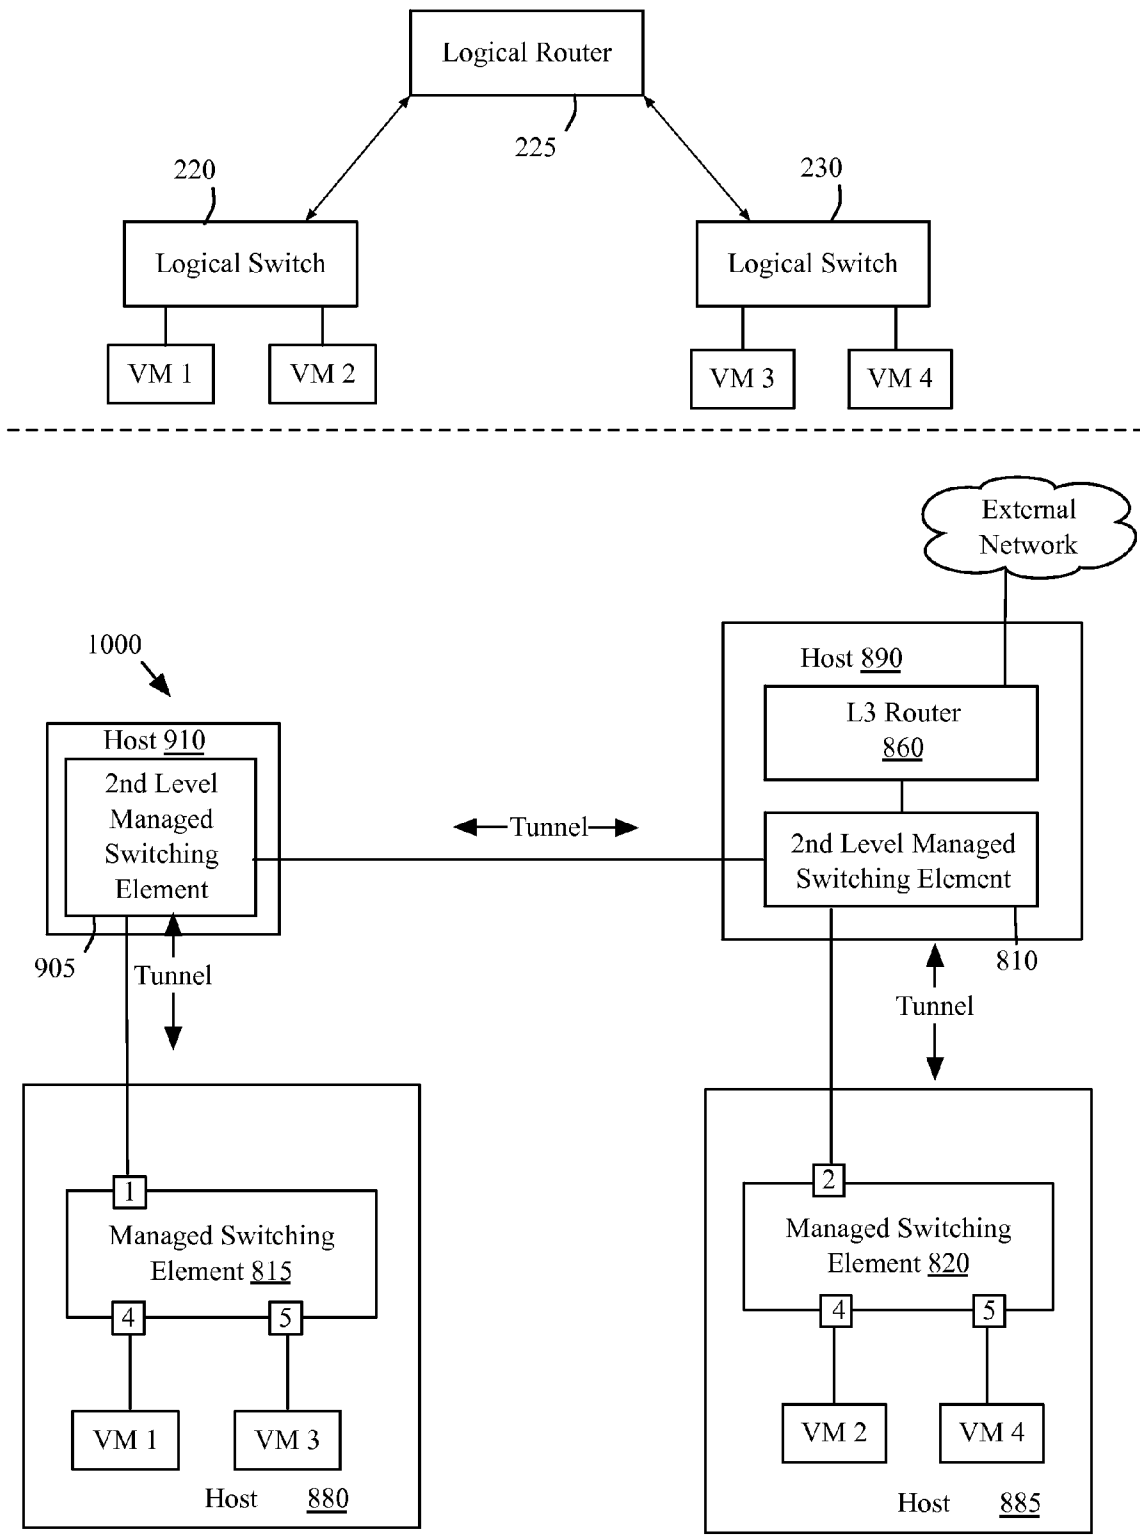 Logical Router
225
220
230
Logical Switch
Logical Switch
VM 1
VM 2
VM 3
VM 4
External
Network
1000
Host 890
L3 Router
860
Host 910
2nd Level
Managed
Switching
Element
Tunnel
2nd Level Managed
Switching Element
905
Tunnel
810
Tunnel
1
Managed Switching
Element 815
4
5
VM 1
VM 3
Host 880
2
Managed Switching
Element 820
4
5
VM 2
VM 4
Host 885